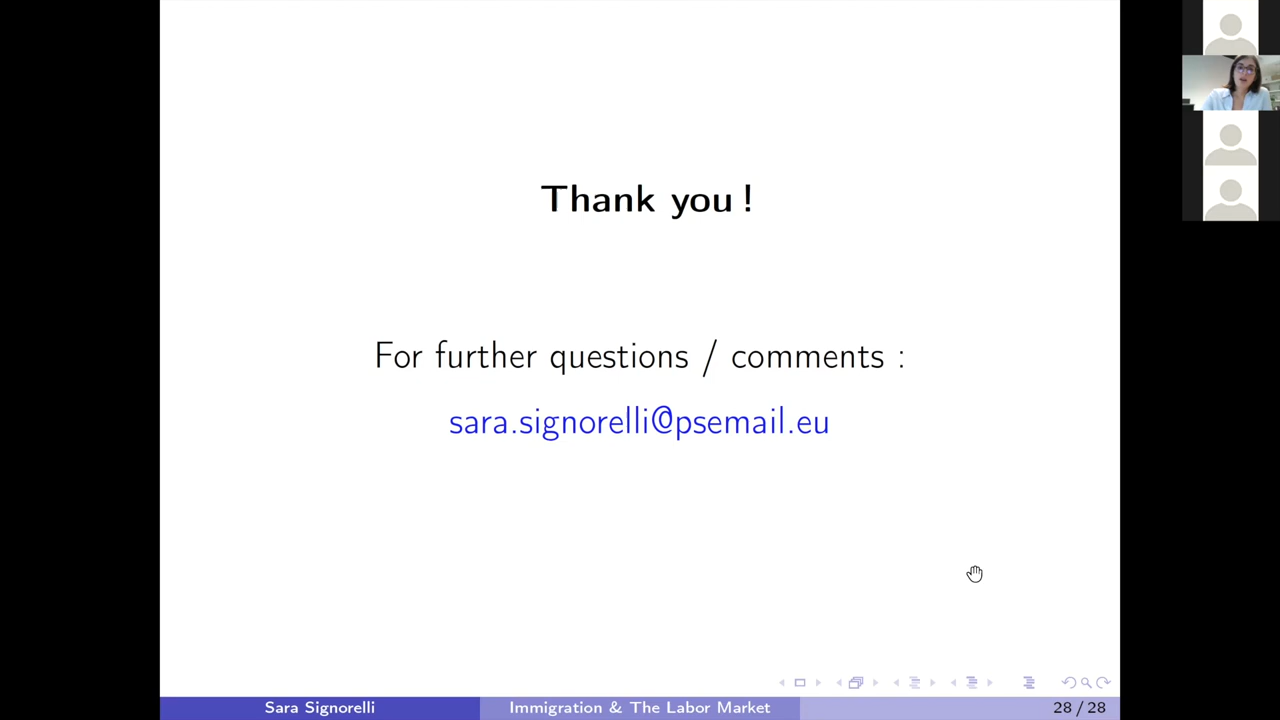 Thank you !
For further questions / comments :
sara.signorelli@psemail.eu
Sara Signorelli
Immigration & The Labor Market
28 / 28